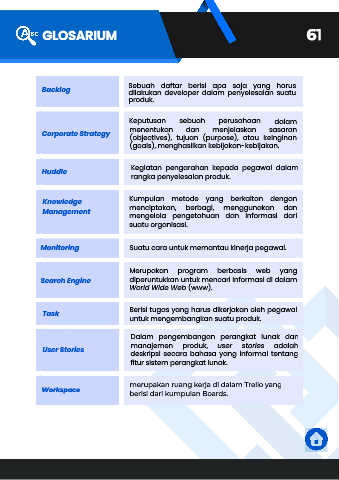 ABC GLOSARIUM
61
Backlog
Sebuah daftar berisi apa saja yang harus
dilakukan developer dalam penyelesaian suatu
produk.
Corporate Strategy
Keputusan sebuah perusahaan dalam
menentukan dan menjelaskan sasaran
(objectives), tujuan (purpose), atau keinginan
(goals), menghasilkan kebijakan-kebijakan.
Huddle
Kegiatan pengarahan kepada pegawai dalam
rangka penyelesaian produk.
Knowledge
Management
Kumpulan metode yang berkaitan dengan
menciptakan, berbagi, menggunakan dan
mengelola pengetahuan dan informasi dari
suatu organisasi.
Monitoring
Suatu cara untuk memantau kinerja pegawai.
Search Engine
Merupakan program berbasis web yang
diperuntukkan untuk mencari informasi di dalam
World Wide Web (www).
Task
Berisi tugas yang harus dikerjakan oleh pegawai
untuk mengembangkan suatu produk.
User Stories
Dalam pengembangan perangkat lunak dan
manajemen produk, user stories adalah
deskripsi secara bahasa yang informal tentang
fitur sistem perangkat lunak.
Workspace
merupakan ruang kerja di dalam Trello yang
berisi dari kumpulan Boards.